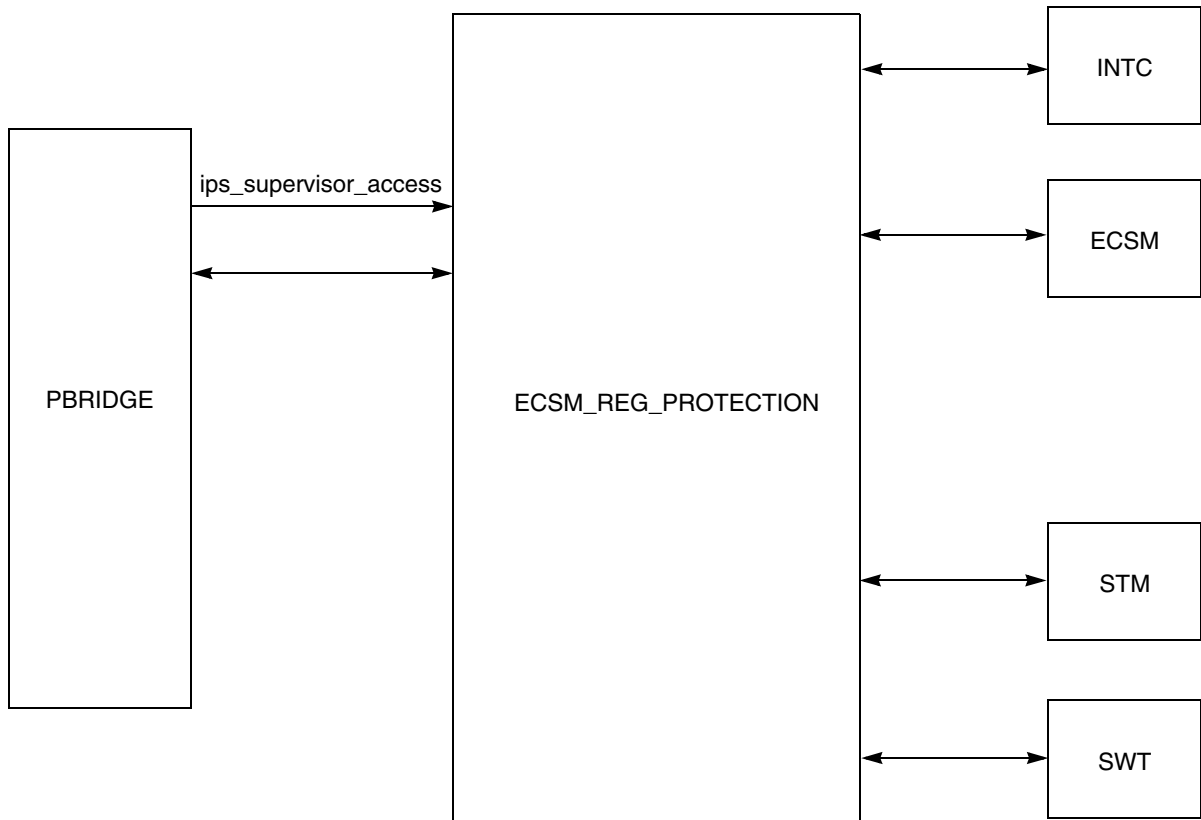 INTC
ips_supervisor_access
ECSM
PBRIDGE
ECSM_REG_PROTECTION
STM
SWT